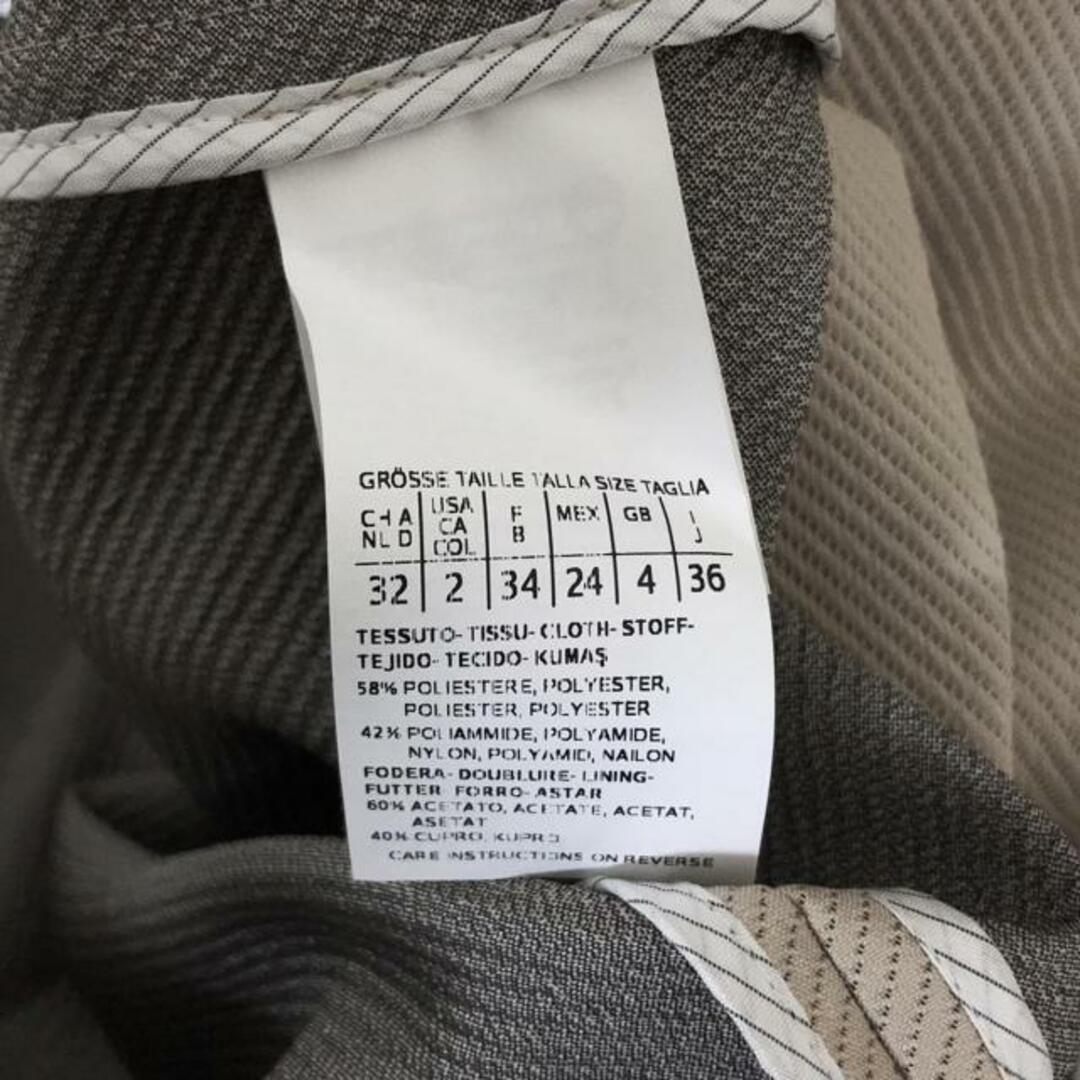 GRÖSSE TAILLE TALLA SIZE TAGLIA
CH A USA F MEX GB I
NL D CA B J
COL
32 2 34 24 4 36
TESSUTO- TISSU- CLOTH- STOFF-
TEJIDO- TECIDO- KUMAŞ
58% POLIESTERE, POLYESTER,
POLIESTER, POLYESTER
42% POLIAMMIDE, POLYAMIDE,
NYLON, POLYAMID, NAILON
FODERA- DOUBLURE- LINING-
FUTTER- FORRO- ASTAR
60% ACETATO, ACETATE, ACETAT,
ASETAT
40% CUPRO, KUPRO
CARE INSTRUCTIONS ON REVERSE